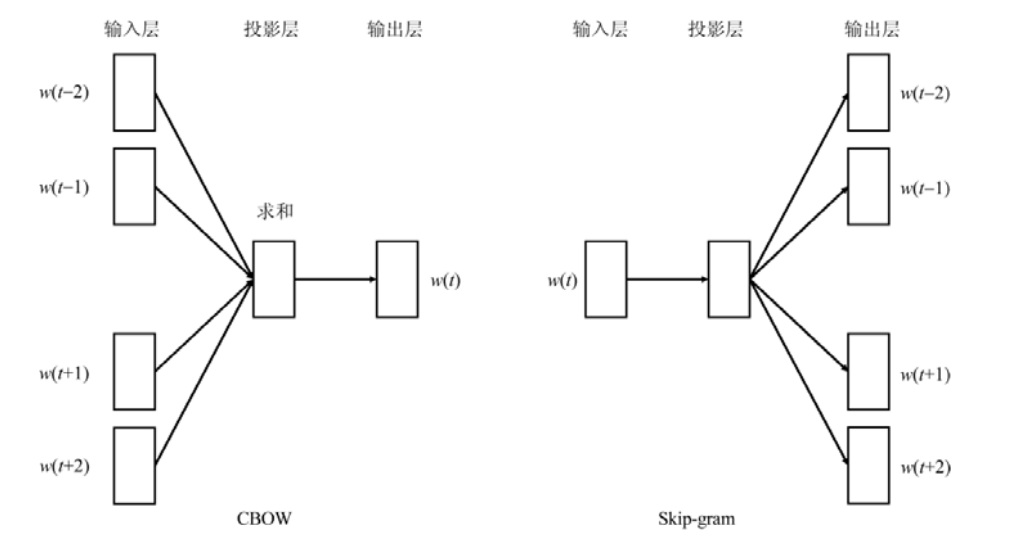 输入层 投影层 输出层
w(t−2)
w(t−1)
求和
w(t)
w(t+1)
w(t+2)
CBOW
输入层 投影层 输出层
w(t−2)
w(t−1)
w(t)
w(t+1)
w(t+2)
Skip-gram